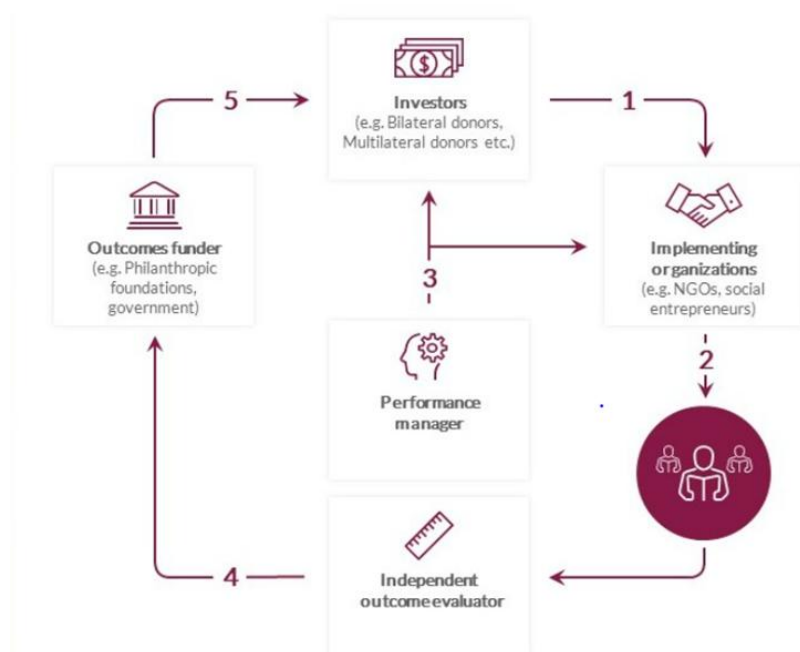 5
Investors
(e.g. Bilateral donors,
Multilateral donors etc.)
1
Outcomes funder
(e.g. Philanthropic
foundations,
government)
3
Implementing
organizations
(e.g. NGOs, social
entrepreneurs)
2
Performance
manager
4
Independent
outcome evaluator